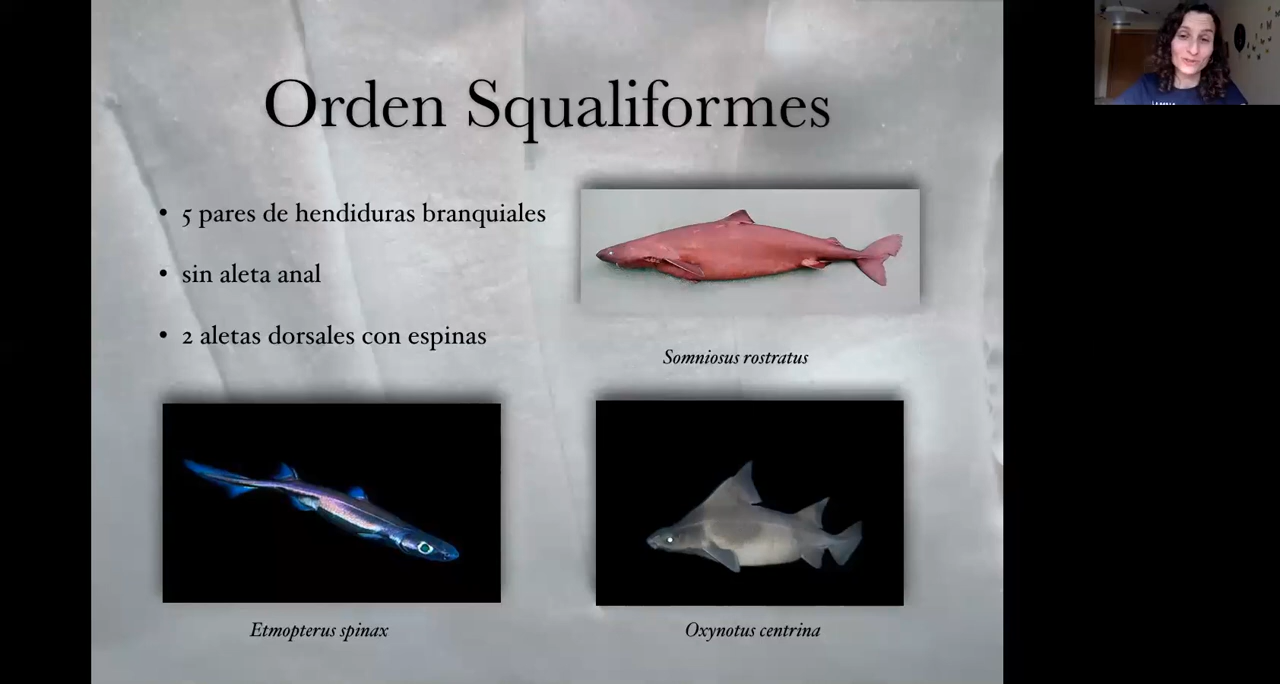 Orden Squaliformes
• 5 pares de hendiduras branquiales
• sin aleta anal
• 2 aletas dorsales con espinas
Somniosus rostratus
Etmopterus spinax
Oxynotus centrina